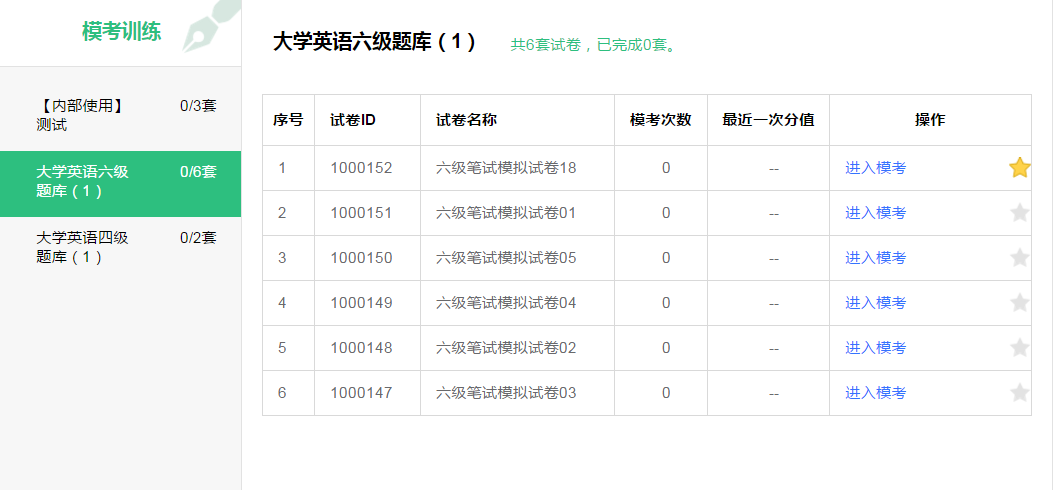 模考训练
【内部使用】测试 0/3套
大学英语六级题库（1） 0/6套
大学英语四级题库（1） 0/2套
大学英语六级题库（1） 共6套试卷，已完成0套。
序号 试卷ID 试卷名称 模考次数 最近一次分值 操作
1 1000152 六级笔试模拟试卷18 0 -- 进入模考
2 1000151 六级笔试模拟试卷01 0 -- 进入模考
3 1000150 六级笔试模拟试卷05 0 -- 进入模考
4 1000149 六级笔试模拟试卷04 0 -- 进入模考
5 1000148 六级笔试模拟试卷02 0 -- 进入模考
6 1000147 六级笔试模拟试卷03 0 -- 进入模考